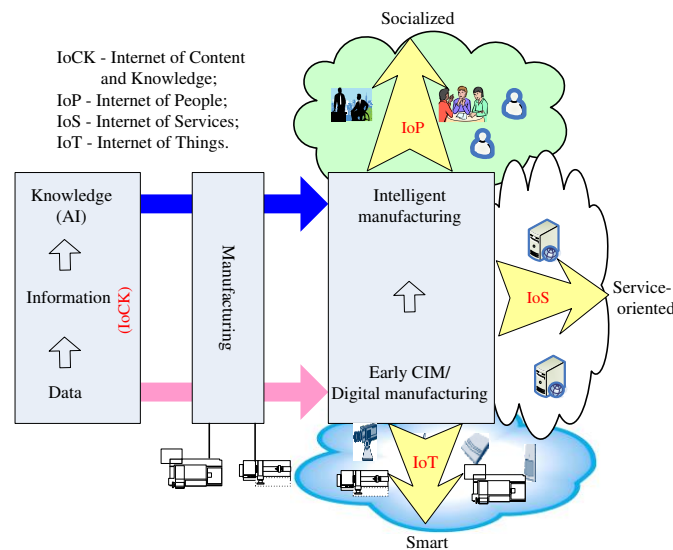 Socialized
IoCK - Internet of Content
and Knowledge;
IoP - Internet of People;
IoS - Internet of Services;
IoT - Internet of Things.
IoP
Knowledge
(AI)
Information
(IoCK)
Data
Manufacturing
Intelligent
manufacturing
Early CIM/
Digital manufacturing
IoS
Service-
oriented
IoT
Smart